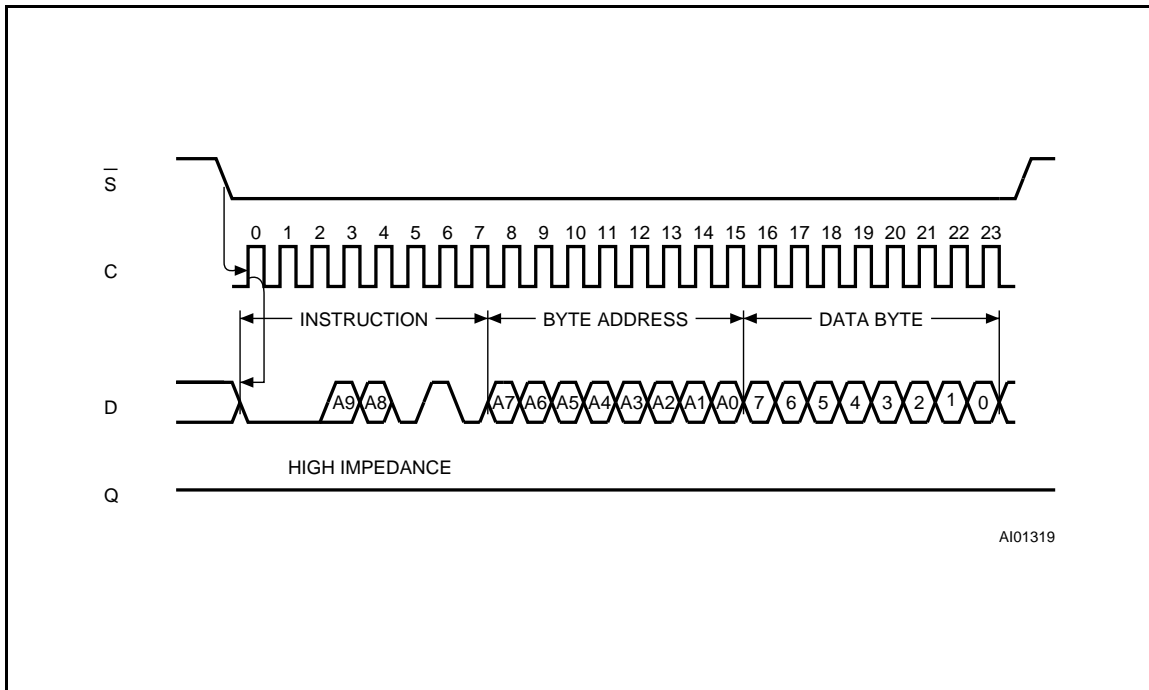 S̅
0 1 2 3 4 5 6 7 8 9 10 11 12 13 14 15 16 17 18 19 20 21 22 23
C
INSTRUCTION BYTE ADDRESS DATA BYTE
D A9 A8 A7 A6 A5 A4 A3 A2 A1 A0 7 6 5 4 3 2 1 0
HIGH IMPEDANCE
Q
AI01319